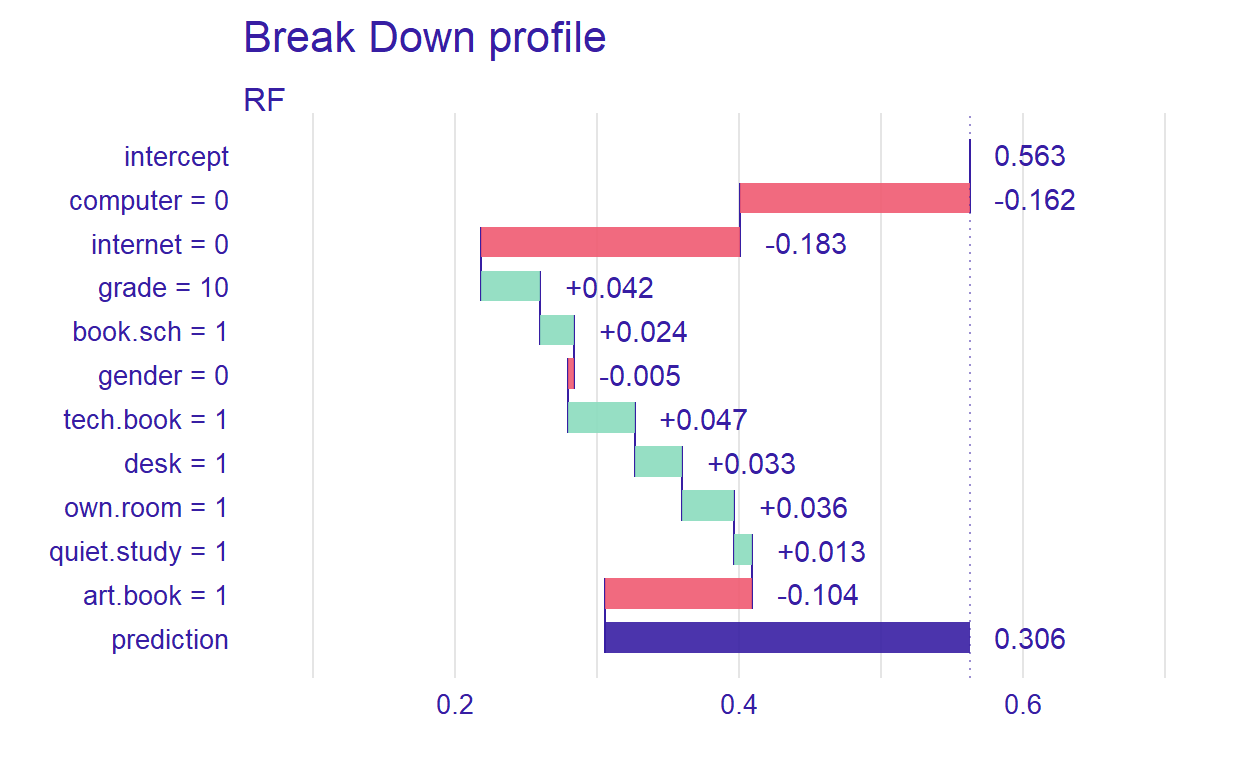 Break Down profile
RF
intercept 0.563
computer = 0 -0.162
internet = 0 -0.183
grade = 10 +0.042
book.sch = 1 +0.024
gender = 0 -0.005
tech.book = 1 +0.047
desk = 1 +0.033
own.room = 1 +0.036
quiet.study = 1 +0.013
art.book = 1 -0.104
prediction 0.306
0.2 0.4 0.6